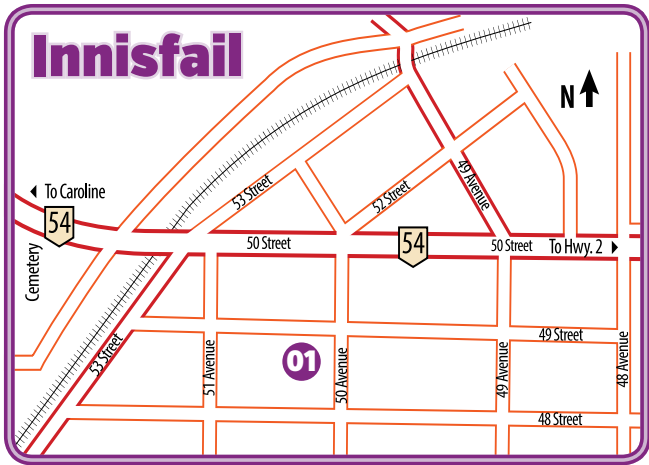 Innisfail
N
To Caroline
54
Cemetery
53 Street
52 Street
49 Avenue
50 Street
54
50 Street
To Hwy. 2
53 Street
51 Avenue
01
50 Avenue
49 Avenue
49 Street
48 Avenue
48 Street